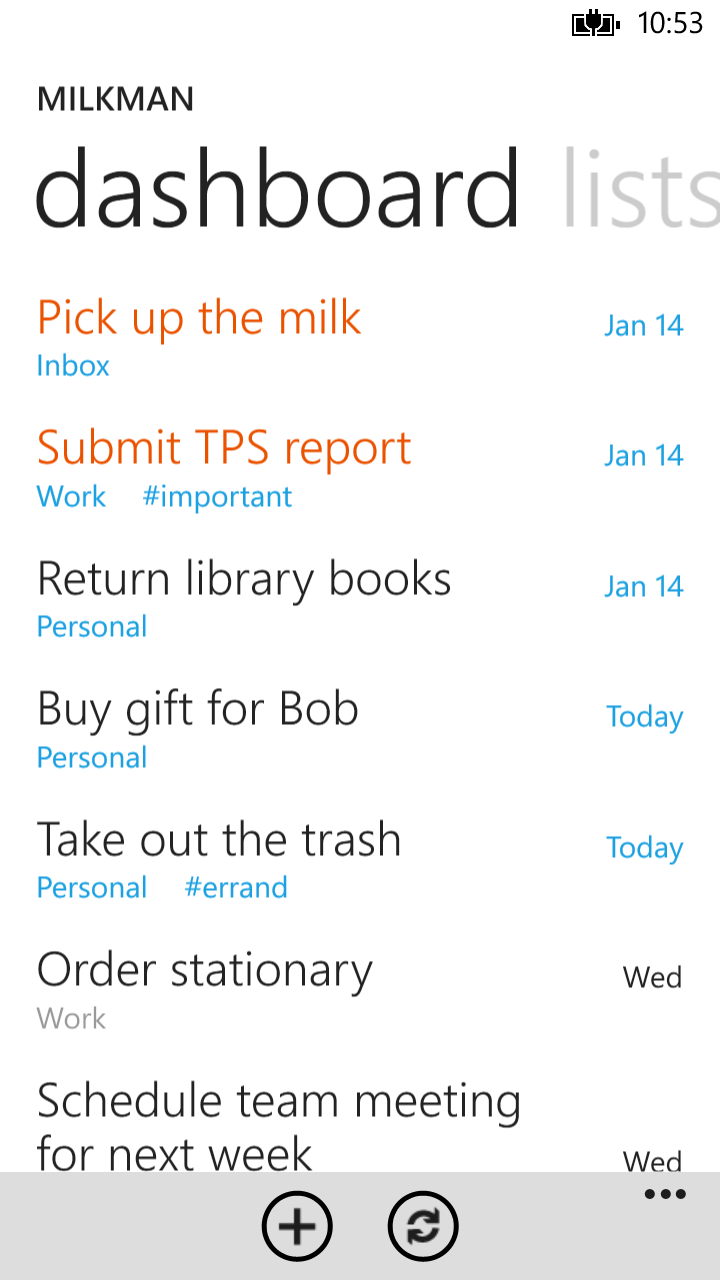 10:53
MILKMAN
dashboard lists
Pick up the milk Jan 14
Inbox
Submit TPS report Jan 14
Work #important
Return library books Jan 14
Personal
Buy gift for Bob Today
Personal
Take out the trash Today
Personal #errand
Order stationary Wed
Work
Schedule team meeting
for next week Wed